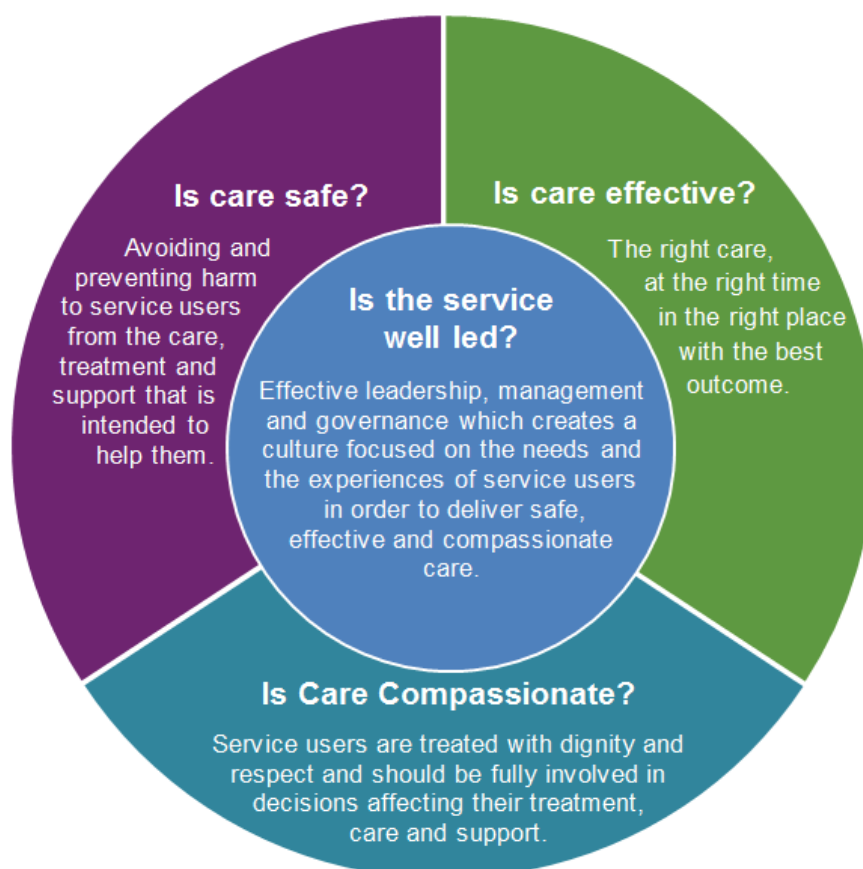 Is care safe?
Avoiding and
preventing harm
to service users
from the care,
treatment and
support that is
intended to
help them.
Is care effective?
The right care,
at the right time
in the right place
with the best
outcome.
Is the service
well led?
Effective leadership, management
and governance which creates a
culture focused on the needs and
the experiences of service users
in order to deliver safe,
effective and compassionate
care.
Is Care Compassionate?
Service users are treated with dignity and
respect and should be fully involved in
decisions affecting their treatment,
care and support.